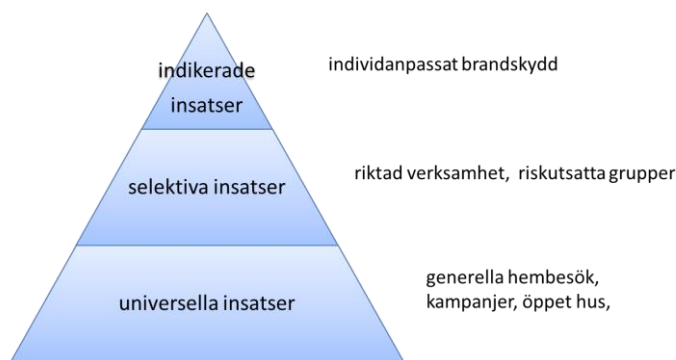 indikerade
insatser
individanpassat brandskydd
selektiva insatser
riktad verksamhet, riskutsatta grupper
universella insatser
generella hembesök,
kampanjer, öppet hus,